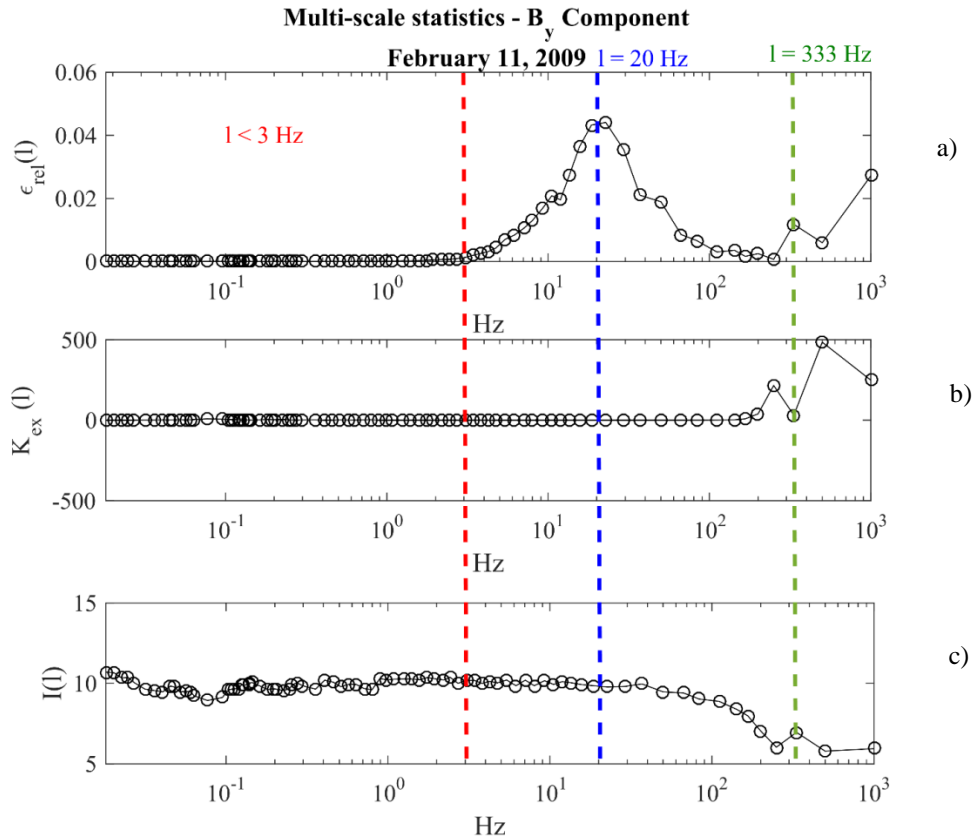 Multi-scale statistics - B_y Component
February 11, 2009
l = 20 Hz
l = 333 Hz
l < 3 Hz
a)
ϵ_rel(l)
0.06
0.04
0.02
0
10^-1 10^0 10^1 10^2 10^3
Hz
b)
K_ex(l)
500
0
-500
10^-1 10^0 10^1 10^2 10^3
Hz
c)
I(l)
15
10
5
10^-1 10^0 10^1 10^2 10^3
Hz